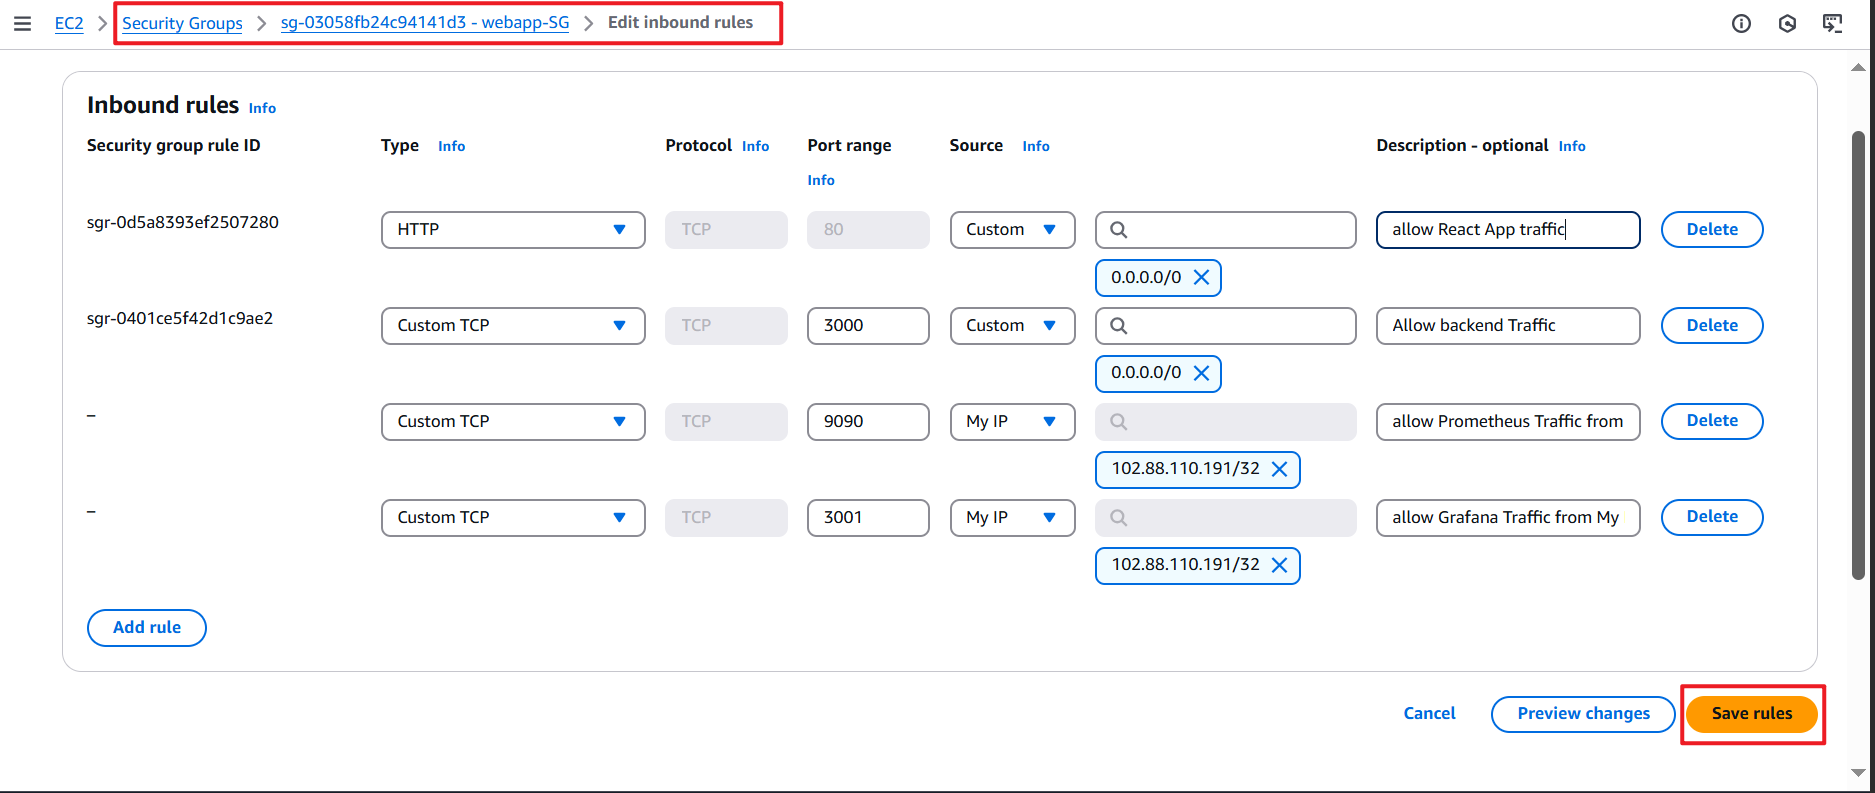 EC2 Security Groups sg-03058fb24c94141d3 - webapp-SG Edit inbound rules
Inbound rules Info
Security group rule ID Type Info Protocol Info Port range Source Info Description - optional Info
Info
sgr-0d5a8393ef2507280 HTTP TCP 80 Custom allow React App traffic Delete
0.0.0.0/0
sgr-0401ce5f42d1c9ae2 Custom TCP TCP 3000 Custom Allow backend Traffic Delete
0.0.0.0/0
– Custom TCP TCP 9090 My IP allow Prometheus Traffic from Delete
102.88.110.191/32
– Custom TCP TCP 3001 My IP allow Grafana Traffic from My Delete
102.88.110.191/32
Add rule
Cancel Preview changes Save rules